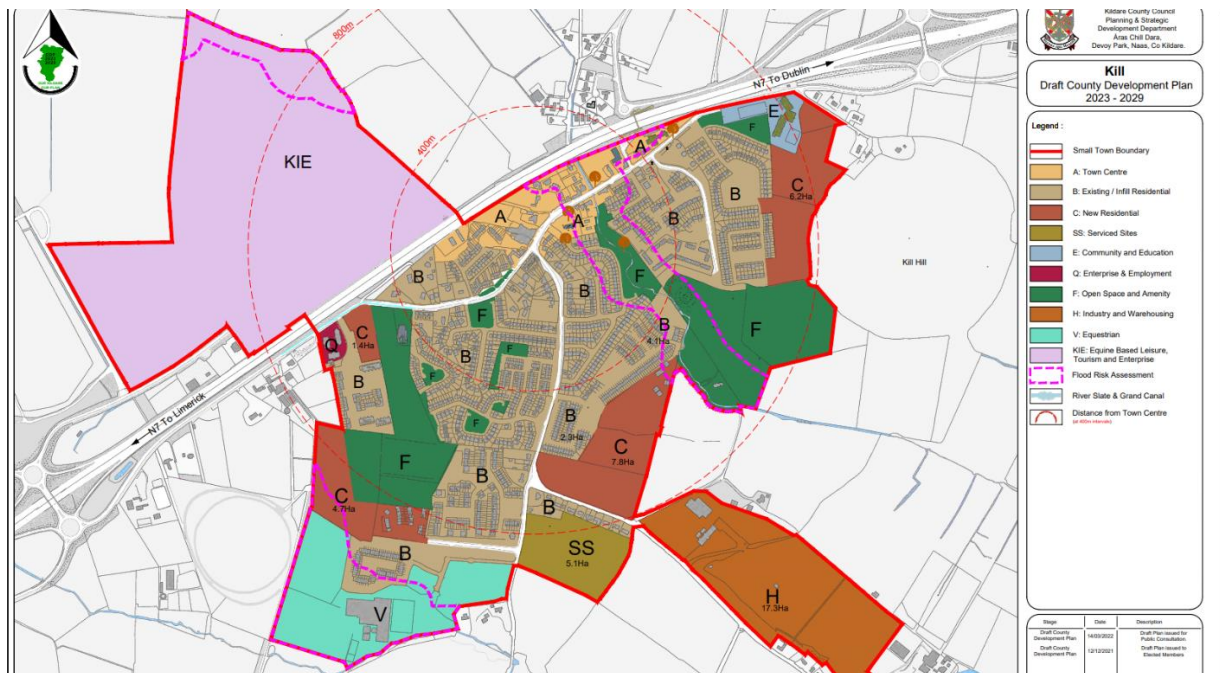 Kildare County Council
Planning & Strategic
Development Department
Áras Chill Dara,
Devoy Park, Naas, Co Kildare.
Kill
Draft County Development Plan
2023 - 2029
Legend :
Small Town Boundary
A: Town Centre
B: Existing / Infill Residential
C: New Residential
SS: Serviced Sites
E: Community and Education
Q: Enterprise & Employment
F: Open Space and Amenity
H: Industry and Warehousing
V: Equestrian
KIE: Equine Based Leisure,
Tourism and Enterprise
Flood Risk Assessment
River Slate & Grand Canal
Distance from Town Centre
Stage
Date
Description
Draft County
Development Plan
14/03/2022
Draft Plan issued for
Public Consultation
Draft County
Development Plan
12/12/2021
Draft Plan issued to
Elected Members
800m
400m
N7 To Dublin
N7 To Limerick
KIE
A
A
A
E
F
B
B
C
6.2Ha
Kill Hill
B
B
F
F
F
B
4.1Ha
Q
C
1.4Ha
B
B
F
F
B
2.3Ha
C
7.8Ha
F
B
C
4.7Ha
B
B
SS
5.1Ha
V
H
17.3Ha